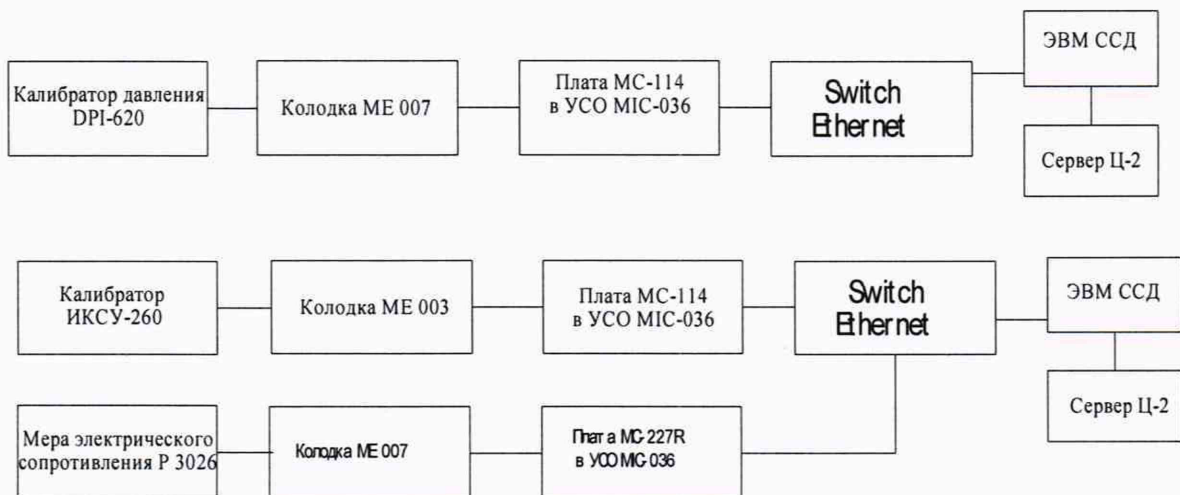 Калибратор давления
DPI-620
Колодка МЕ 007
Плата МС-114
в УСО MIC-036
Switch
Ethernet
ЭВМ ССД
Сервер Ц-2
Калибратор
ИКСУ-260
Колодка МЕ 003
Плата МС-114
в УСО MIC-036
Switch
Ethernet
ЭВМ ССД
Сервер Ц-2
Мера электрического
сопротивления Р 3026
Колодка МЕ 007
Плата МС-227R
в УСО MIC-036